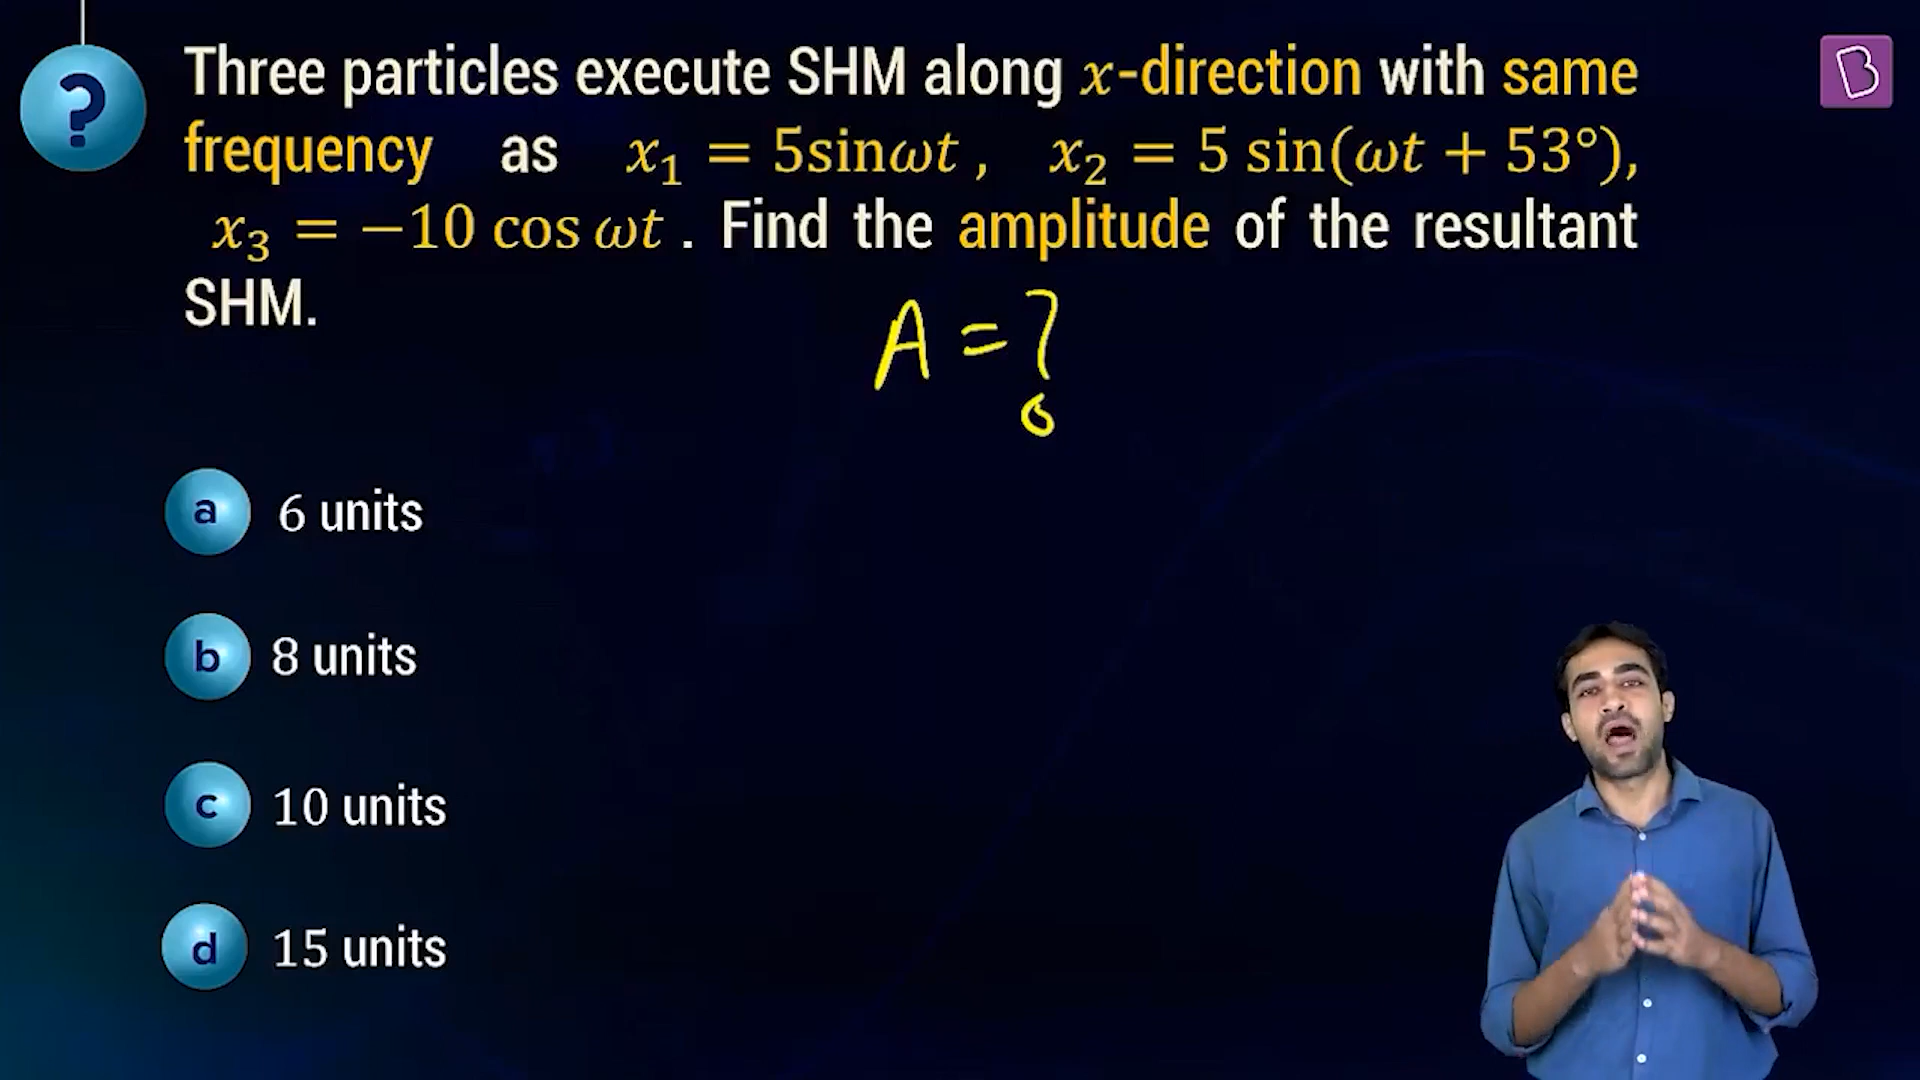 ?
Three particles execute SHM along x-direction with same
frequency as x₁ = 5sinωt , x₂ = 5 sin(ωt + 53°),
x₃ = −10 cos ωt . Find the amplitude of the resultant
SHM.
A = ?
a 6 units
b 8 units
c 10 units
d 15 units
B